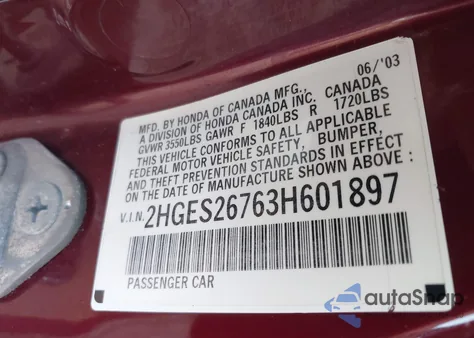 MFD. BY HONDA OF CANADA MFG., 06/'03
A DIVISION OF HONDA CANADA INC. CANADA
GVWR 3550LBS GAWR F 1840LBS R 1720LBS
THIS VEHICLE CONFORMS TO ALL APPLICABLE
FEDERAL MOTOR VEHICLE SAFETY, BUMPER,
AND THEFT PREVENTION STANDARDS IN EFFECT
ON THE DATE OF MANUFACTURE SHOWN ABOVE.
V.I.N. 2HGES26763H601897
PASSENGER CAR
autaSnap